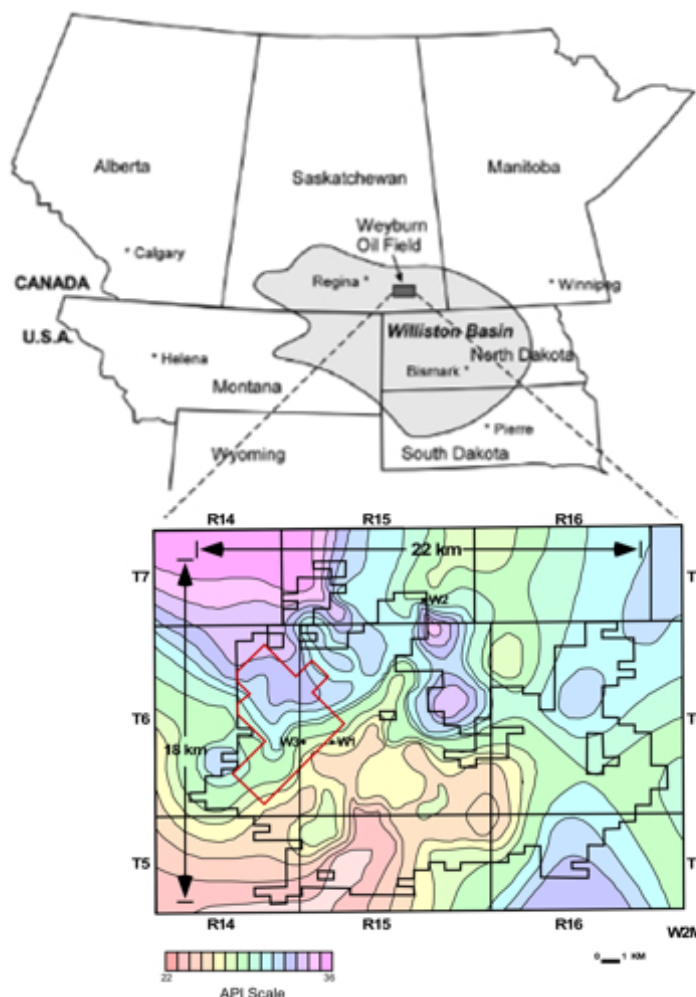 Alberta
Saskatchewan
Manitoba
Weyburn
Oil Field
* Calgary
Regina *
* Winnipeg
CANADA
U.S.A.
Williston Basin
North Dakota
* Helena
Bismark *
Montana
* Pierre
Wyoming
South Dakota
R14 R15 R16
22 km
T7 T
W2
T6 T
18 km
W3 W1
T5 T
R14 R15 R16
W2M
22 36
API Scale
0 1 KM